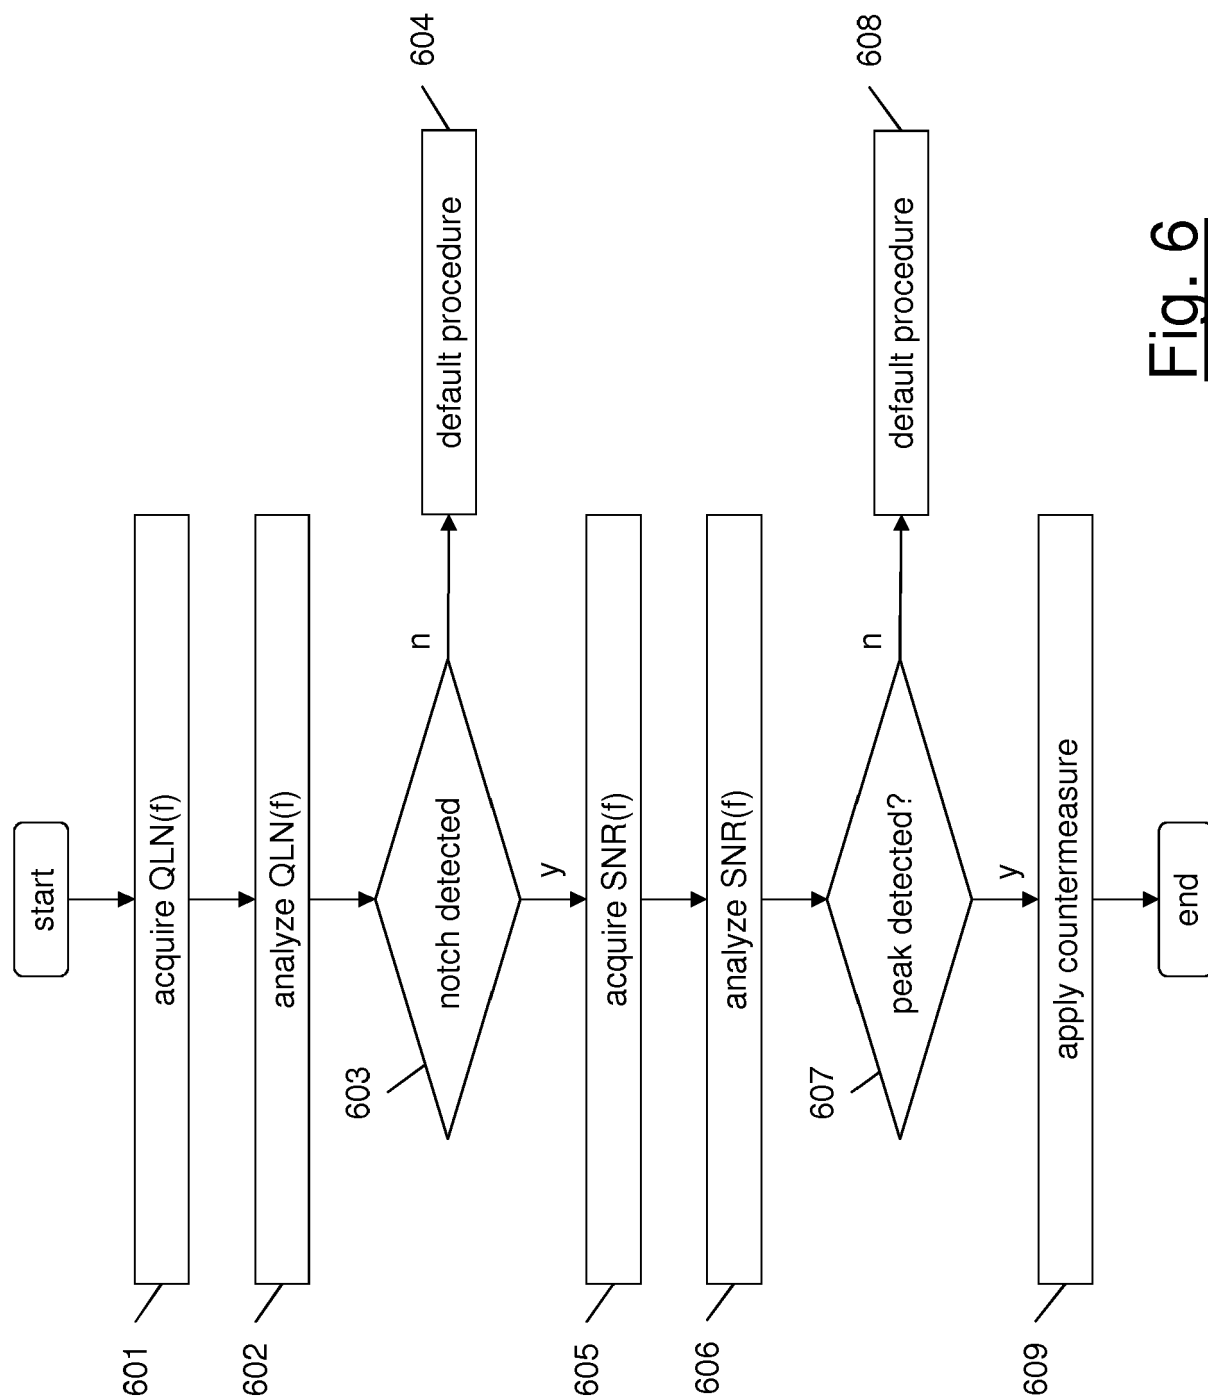 start
601
acquire QLN(f)
602
analyze QLN(f)
603
notch detected
n
604
default procedure
y
605
acquire SNR(f)
606
analyze SNR(f)
607
peak detected?
n
608
default procedure
y
609
apply countermeasure
end
Fig. 6